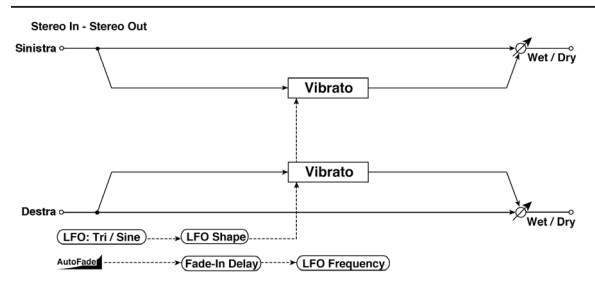 Stereo In - Stereo Out
Sinistra
Wet / Dry
Vibrato
Vibrato
Destra
Wet / Dry
LFO: Tri / Sine
LFO Shape
AutoFade
Fade-In Delay
LFO Frequency